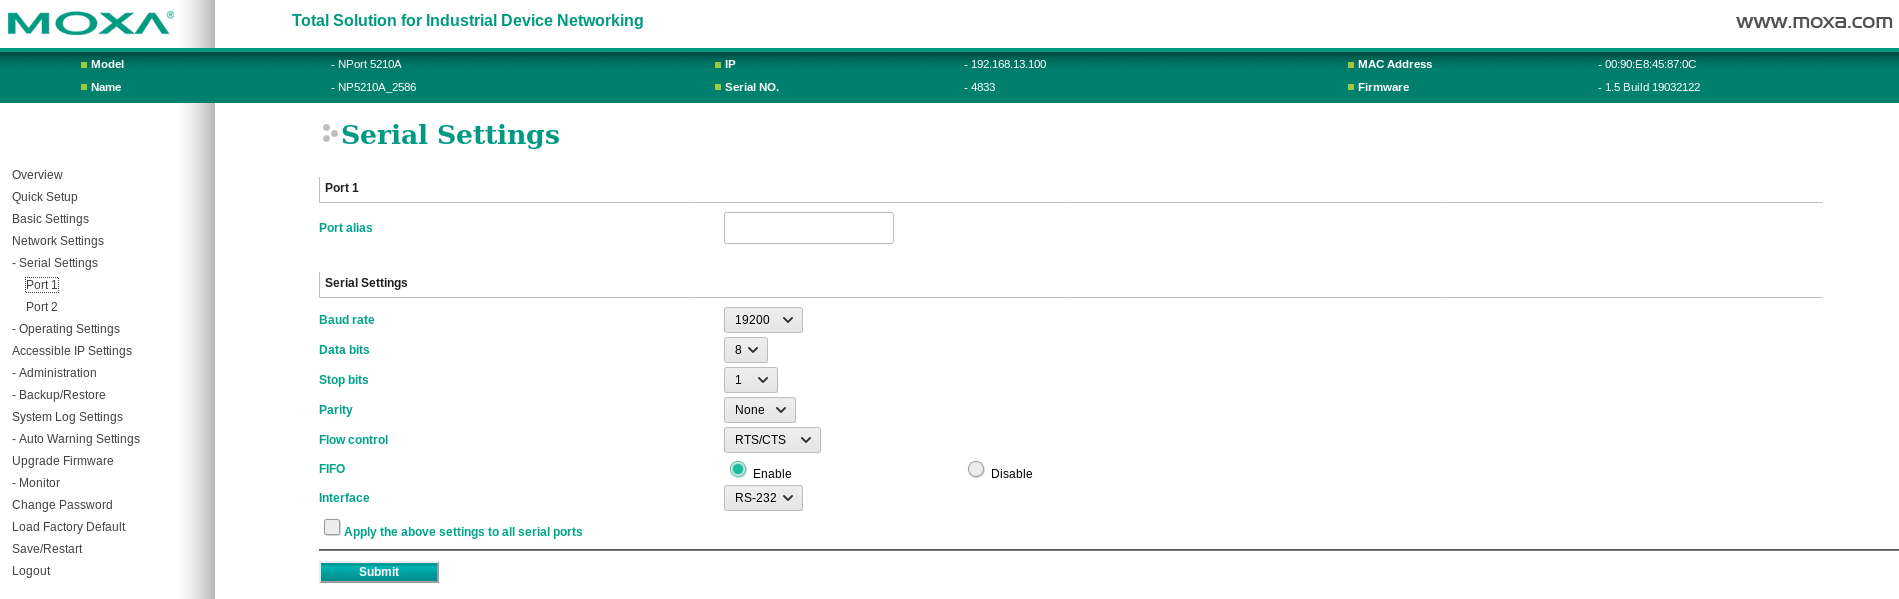 MOXA®
Total Solution for Industrial Device Networking
www.moxa.com
Model - NPort 5210A IP - 192.168.13.100 MAC Address - 00:90:E8:45:87:0C
Name - NP5210A_2586 Serial NO. - 4833 Firmware - 1.5 Build 19032122
Overview
Quick Setup
Basic Settings
Network Settings
- Serial Settings
Port 1
Port 2
- Operating Settings
Accessible IP Settings
- Administration
- Backup/Restore
System Log Settings
- Auto Warning Settings
Upgrade Firmware
- Monitor
Change Password
Load Factory Default
Save/Restart
Logout
Serial Settings
Port 1
Port alias
Serial Settings
Baud rate 19200
Data bits 8
Stop bits 1
Parity None
Flow control RTS/CTS
FIFO Enable Disable
Interface RS-232
Apply the above settings to all serial ports
Submit